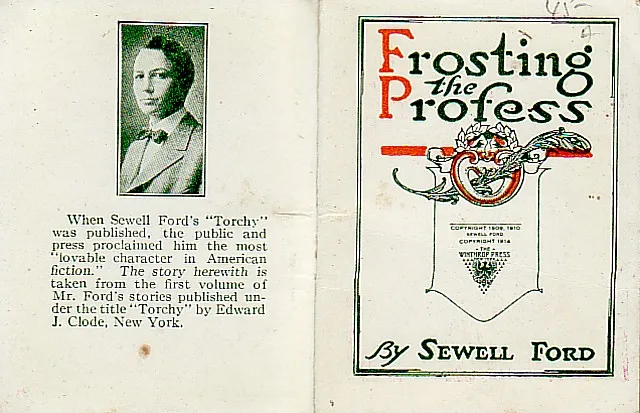 When Sewell Ford's "Torchy"
was published, the public and
press proclaimed him the most
"lovable character in American
fiction." The story herewith is
taken from the first volume of
Mr. Ford's stories published un-
der the title "Torchy" by Edward
J. Clode, New York.
Frosting
the
Profess
COPYRIGHT 1909, 1910
SEWELL FORD
COPYRIGHT 1914
THE
WINTHROP PRESS
By SEWELL FORD